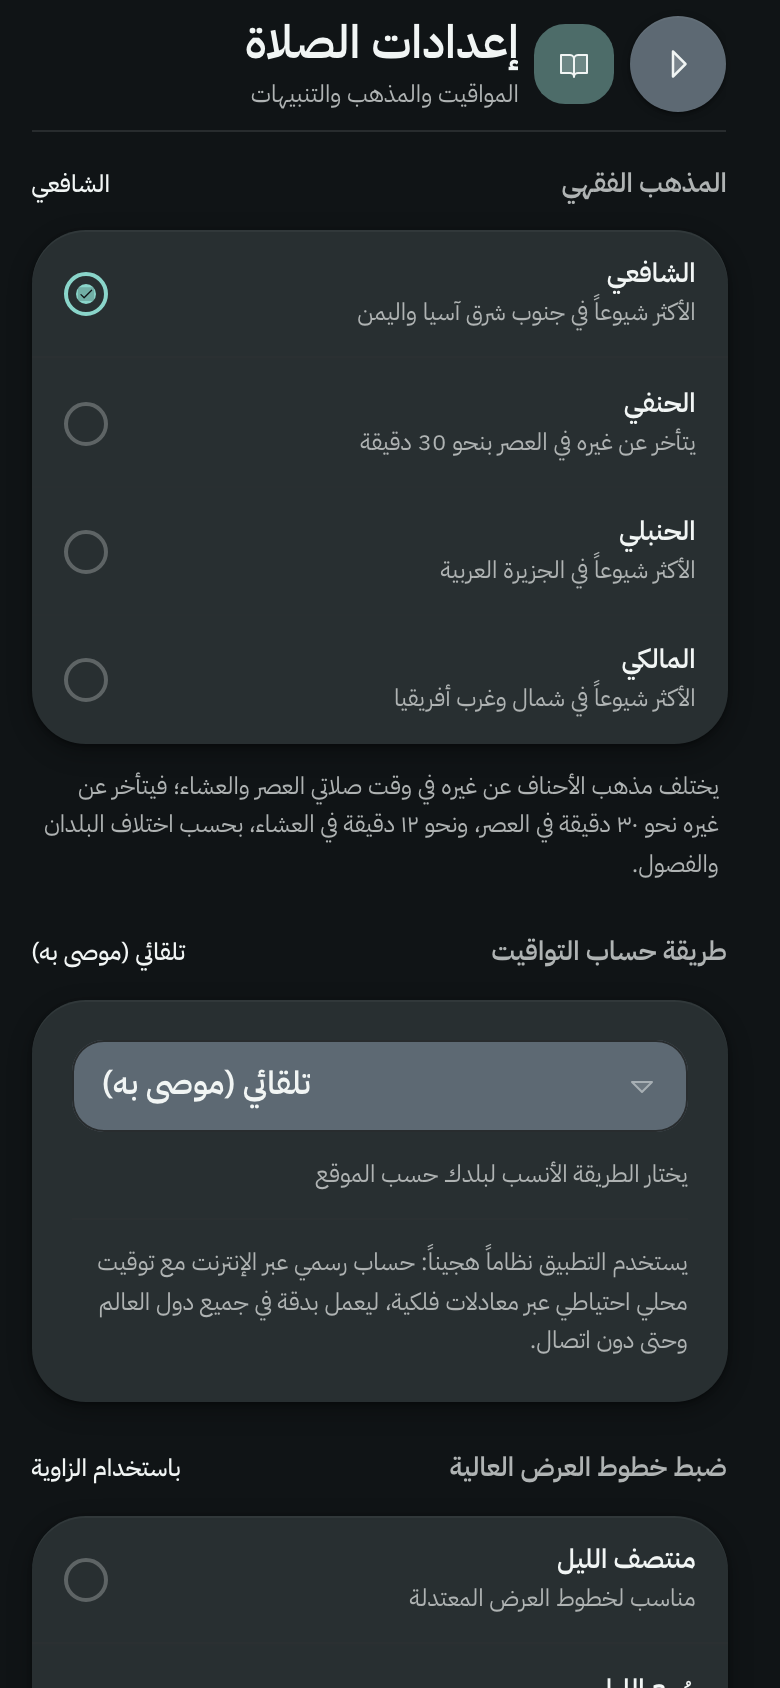 إعدادات الصلاة
المواقيت والمذهب والتنبيهات
المذهب الفقهي
الشافعي
الشافعي
الأكثر شيوعاً في جنوب شرق آسيا واليمن
الحنفي
يتأخر عن غيره في العصر بنحو 30 دقيقة
الحنبلي
الأكثر شيوعاً في الجزيرة العربية
المالكي
الأكثر شيوعاً في شمال وغرب أفريقيا
يختلف مذهب الأحناف عن غيره في وقت صلاتي العصر والعشاء؛ فيتأخر عن
غيره نحو ٣٠ دقيقة في العصر، ونحو ١٢ دقيقة في العشاء، بحسب اختلاف البلدان
والفصول.
طريقة حساب التواقيت
تلقائي (موصى به)
تلقائي (موصى به)
يختار الطريقة الأنسب لبلدك حسب الموقع
يستخدم التطبيق نظاماً هجيناً: حساب رسمي عبر الإنترنت مع توقيت
محلي احتياطي عبر معادلات فلكية، ليعمل بدقة في جميع دول العالم
وحتى دون اتصال.
ضبط خطوط العرض العالية
باستخدام الزاوية
منتصف الليل
مناسب لخطوط العرض المعتدلة